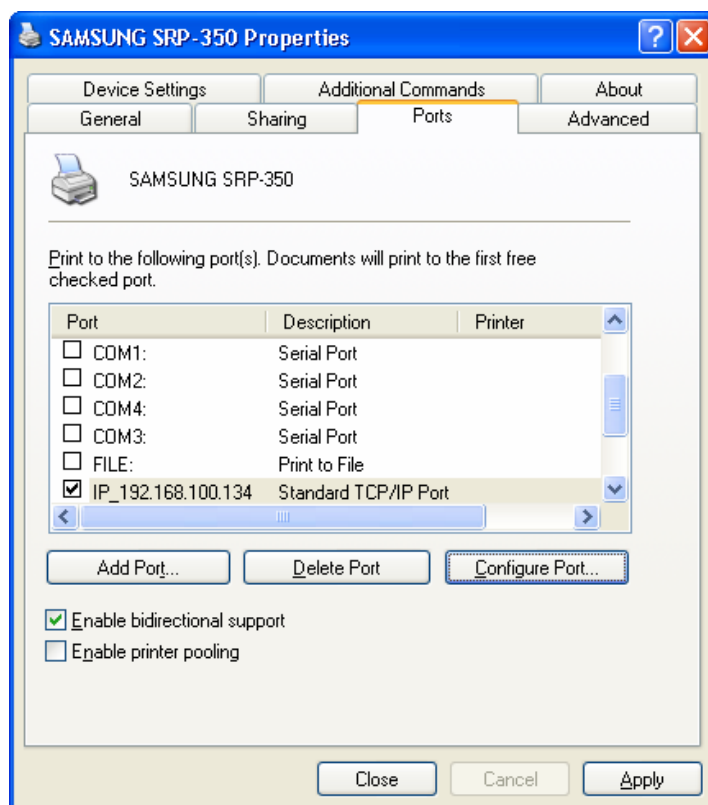 SAMSUNG SRP-350 Properties
Device Settings Additional Commands About
General Sharing Ports Advanced
SAMSUNG SRP-350
Print to the following port(s). Documents will print to the first free
checked port.
Port Description Printer
COM1: Serial Port
COM2: Serial Port
COM4: Serial Port
COM3: Serial Port
FILE: Print to File
IP_192.168.100.134 Standard TCP/IP Port
Add Port... Delete Port Configure Port...
Enable bidirectional support
Enable printer pooling
Close Cancel Apply